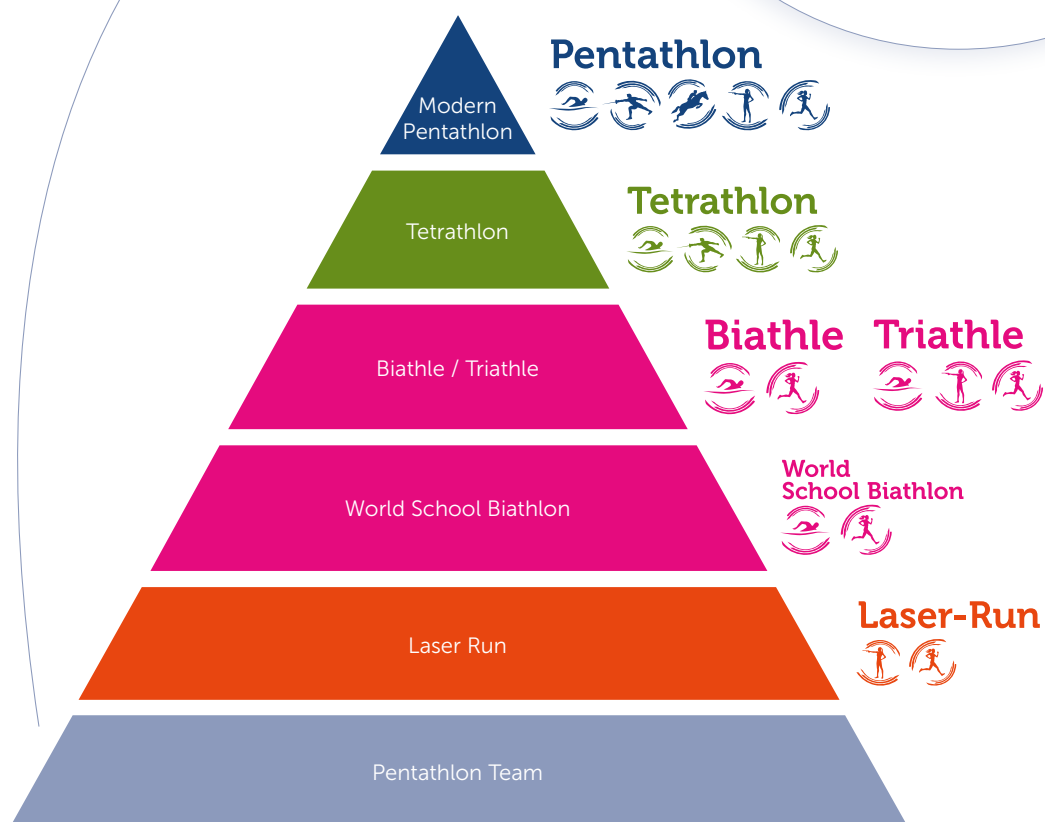 Pentathlon
Modern
Pentathlon
Tetrathlon
Tetrathlon
Biathle Triathle
Biathle / Triathle
World
School Biathlon
World School Biathlon
Laser-Run
Laser Run
Pentathlon Team